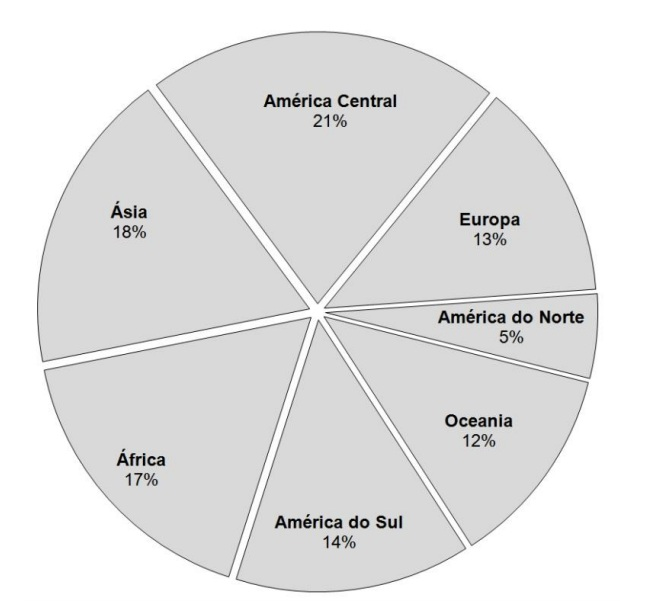 América Central
21%
Europa
13%
América do Norte
5%
Oceania
12%
América do Sul
14%
África
17%
Ásia
18%